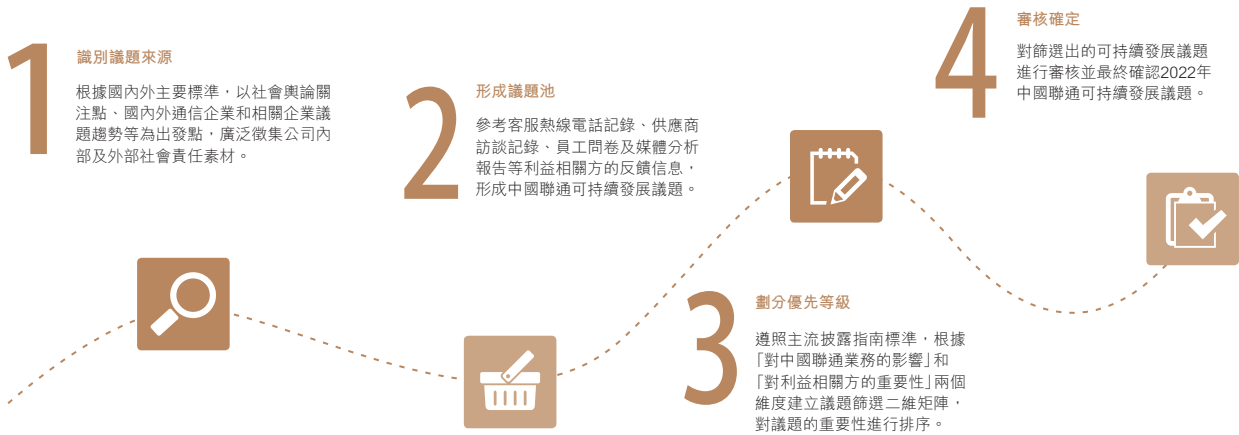 1
識別議題來源
根據國內外主要標準，以社會輿論關
注點、國內外通信企業和相關企業議
題趨勢等為出發點，廣泛徵集公司內
部及外部社會責任素材。
2
形成議題池
參考客服熱線電話記錄、供應商
訪談記錄、員工問卷及媒體分析
報告等利益相關方的反饋信息，
形成中國聯通可持續發展議題。
3
劃分優先等級
遵照主流披露指南標準，根據
「對中國聯通業務的影響」和
「對利益相關方的重要性」兩個
維度建立議題篩選二維矩陣，
對議題的重要性進行排序。
4
審核確定
對篩選出的可持續發展議題
進行審核並最終確認2022年
中國聯通可持續發展議題。